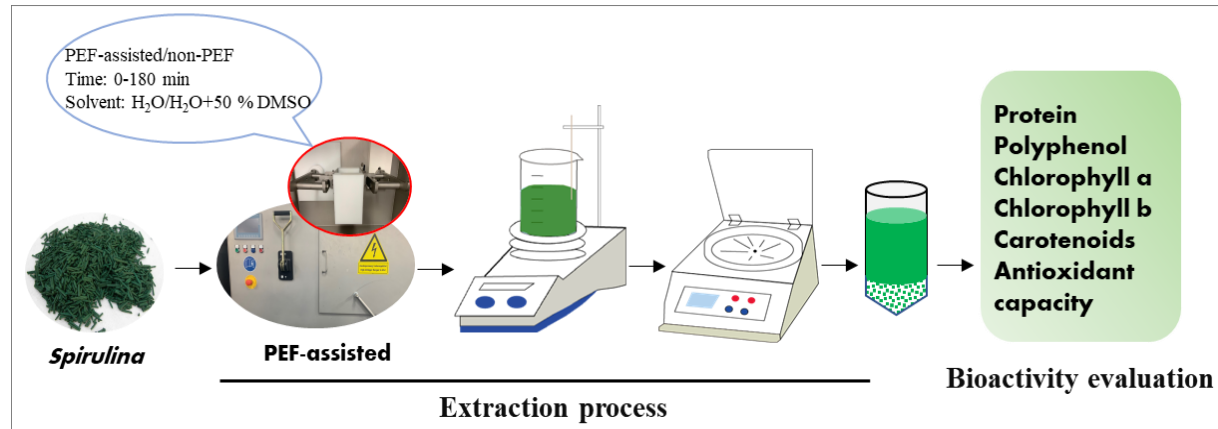 PEF-assisted/non-PEF
Time: 0-180 min
Solvent: H₂O/H₂O+50 % DMSO
Spirulina
PEF-assisted
Extraction process
Protein
Polyphenol
Chlorophyll a
Chlorophyll b
Carotenoids
Antioxidant
capacity
Bioactivity evaluation